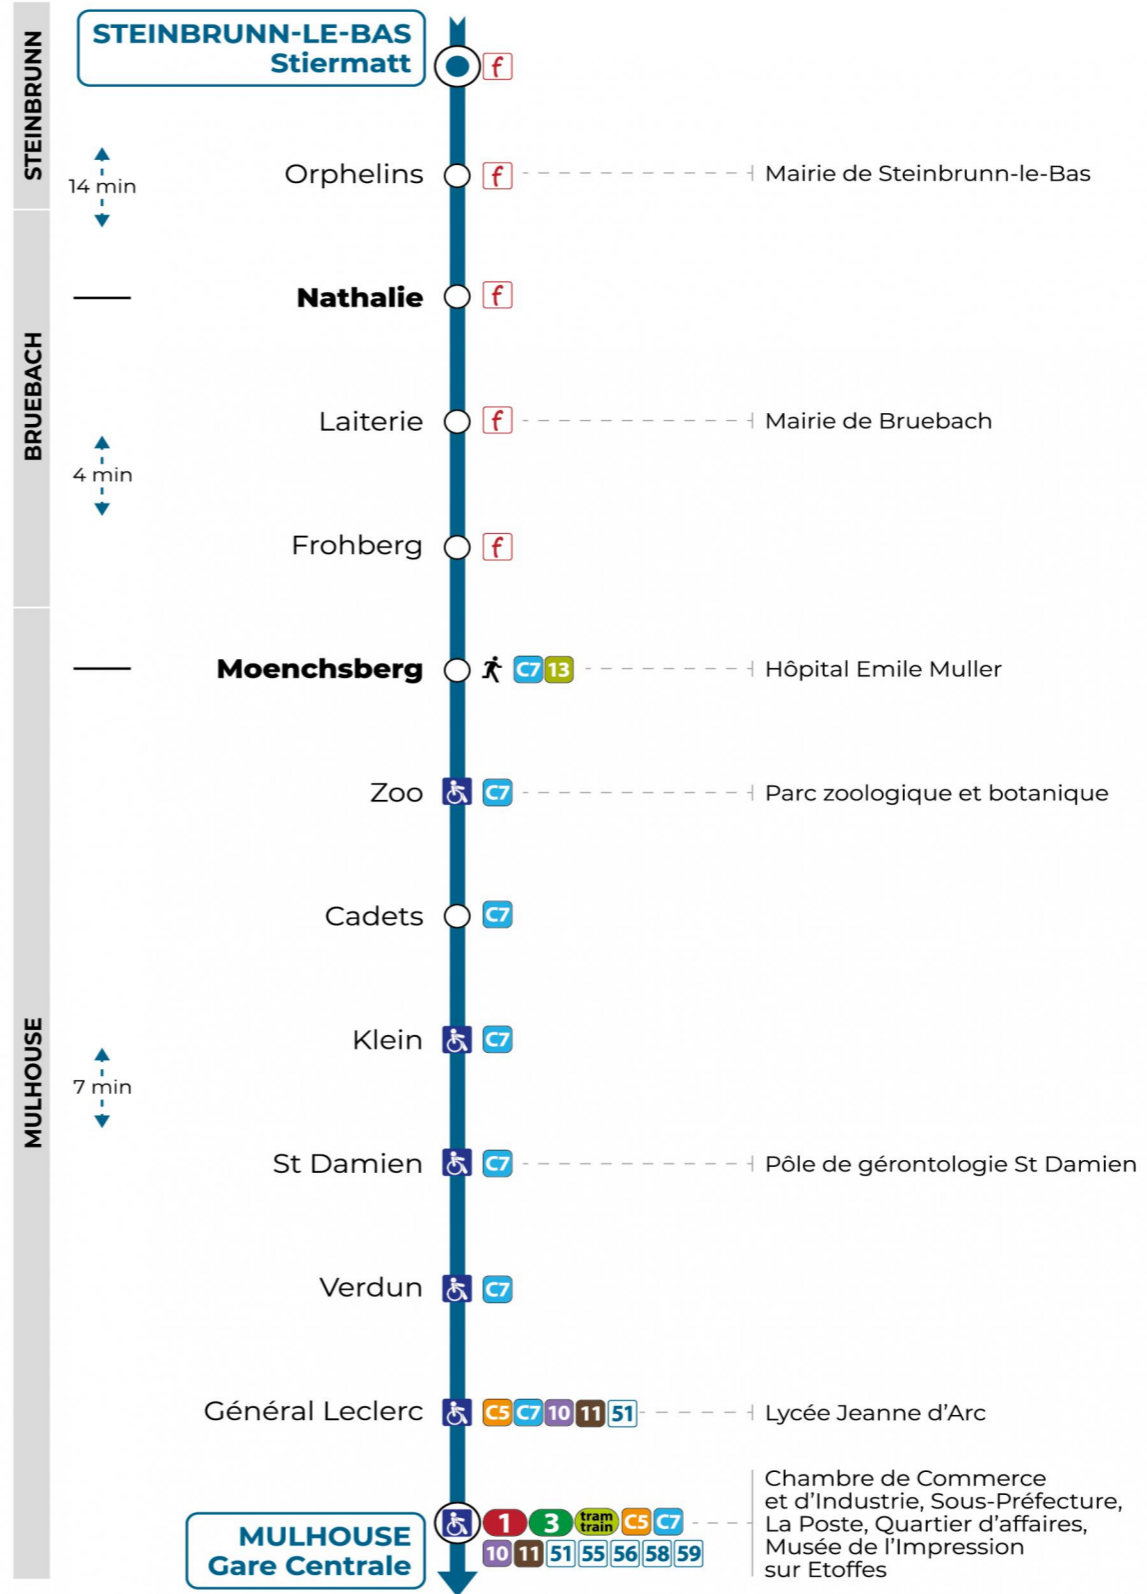 STEINBRUNN
STEINBRUNN-LE-BAS
Stiermatt
f
14 min
Orphelins
f
Mairie de Steinbrunn-le-Bas
BRUEBACH
Nathalie
f
Laiterie
f
Mairie de Bruebach
4 min
Frohberg
f
MULHOUSE
Moenchsberg
C7 13
Hôpital Emile Muller
Zoo
C7
Parc zoologique et botanique
Cadets
C7
Klein
C7
7 min
St Damien
C7
Pôle de gérontologie St Damien
Verdun
C7
Général Leclerc
C5 C7 10 11 51
Lycée Jeanne d’Arc
MULHOUSE
Gare Centrale
1 3 tram train C5 C7
10 11 51 55 56 58 59
Chambre de Commerce
et d’Industrie, Sous-Préfecture,
La Poste, Quartier d’affaires,
Musée de l’Impression
sur Etoffes